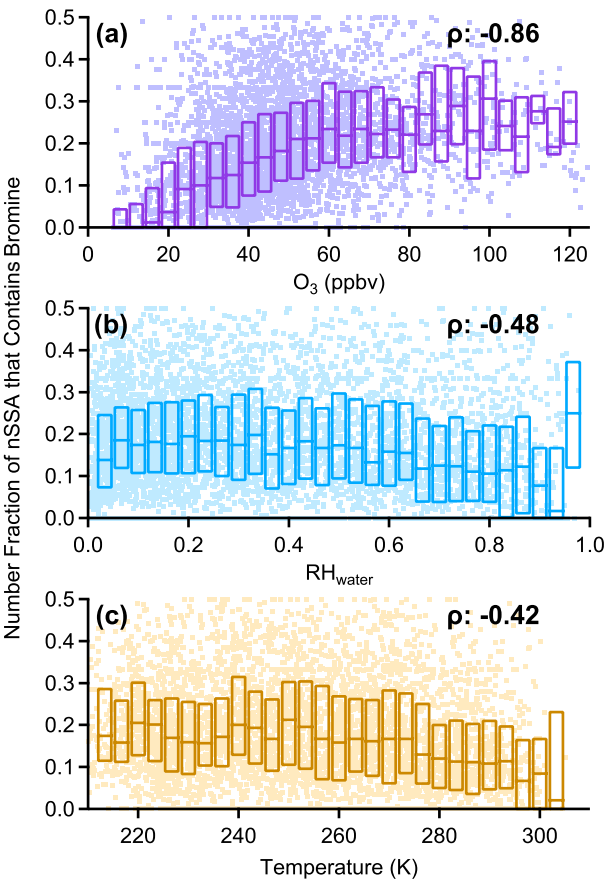 Number Fraction of nSSA that Contains Bromine
(a)
ρ: -0.86
0.5
0.4
0.3
0.2
0.1
0.0
0 20 40 60 80 100 120
O3 (ppbv)
(b)
ρ: -0.48
0.5
0.4
0.3
0.2
0.1
0.0
0.0 0.2 0.4 0.6 0.8 1.0
RHwater
(c)
ρ: -0.42
0.5
0.4
0.3
0.2
0.1
0.0
220 240 260 280 300
Temperature (K)